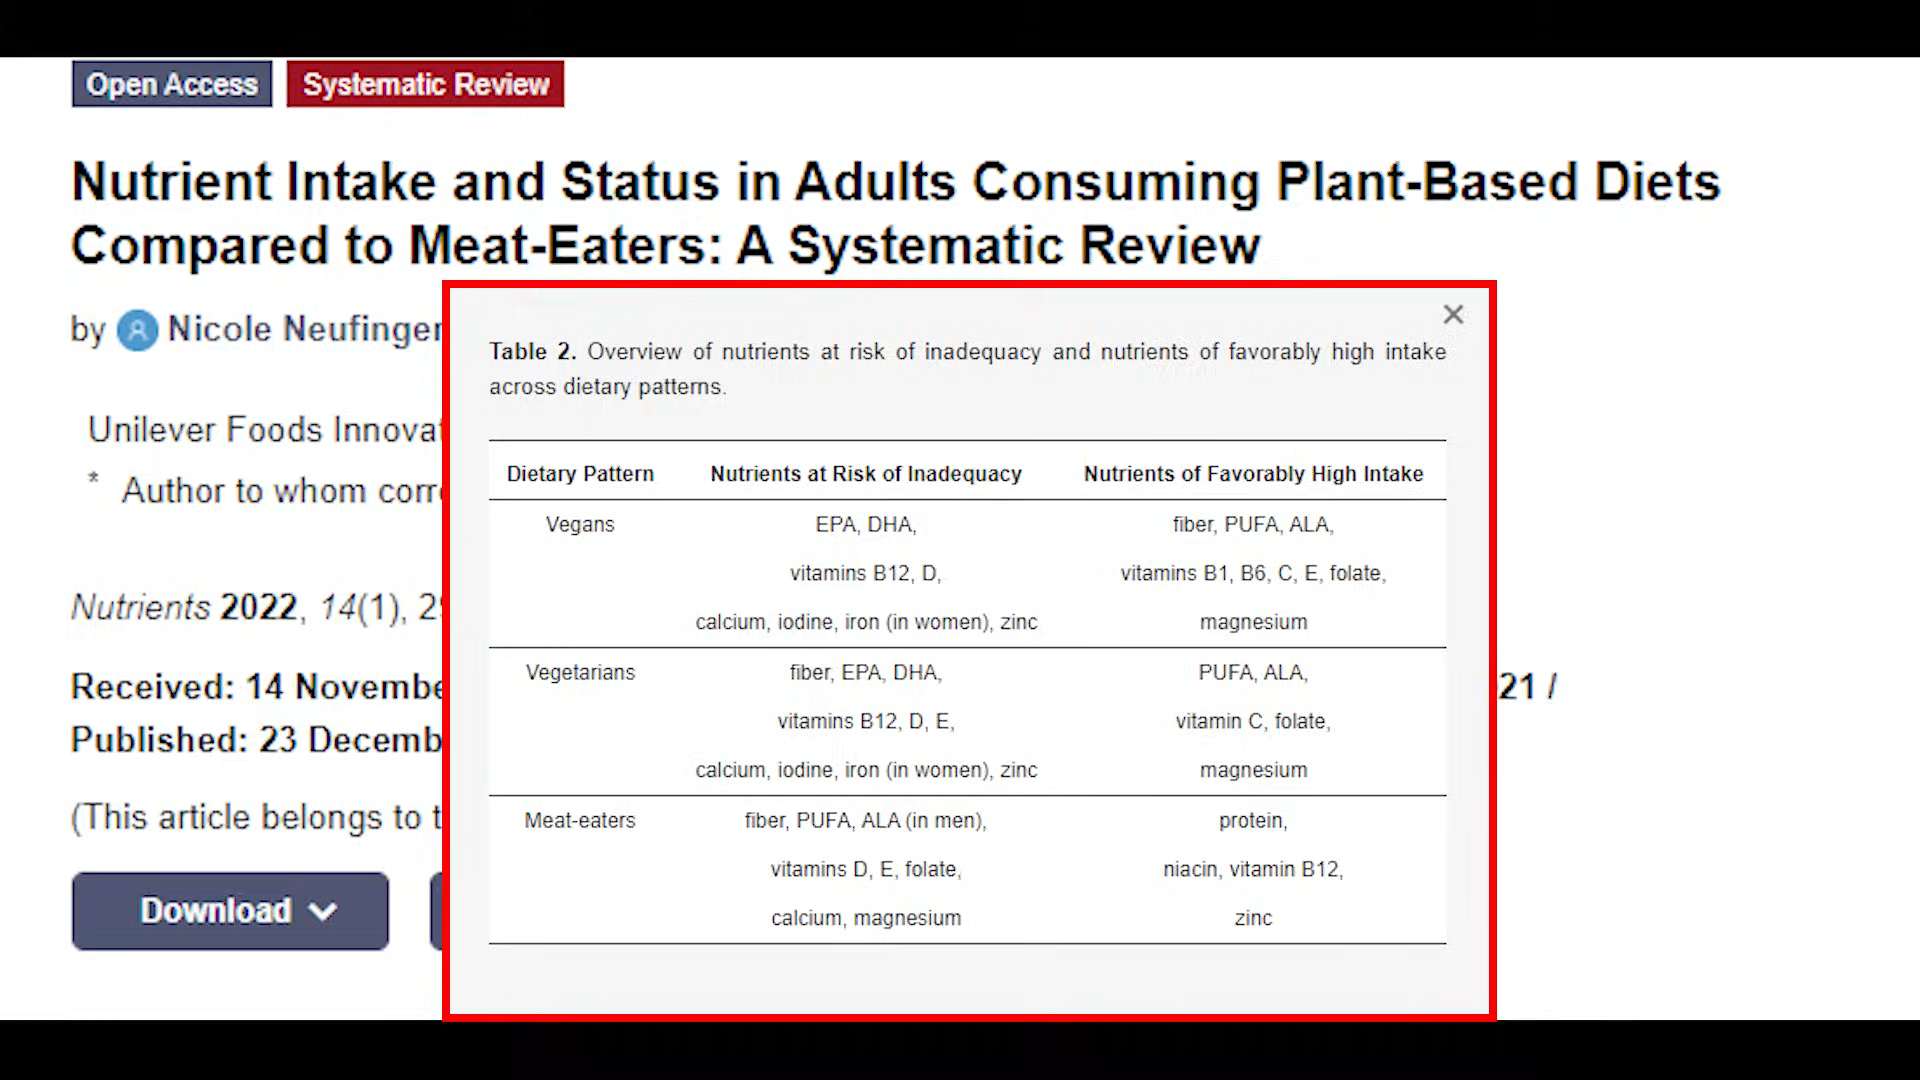 Open Access
Systematic Review
Nutrient Intake and Status in Adults Consuming Plant-Based Diets
Compared to Meat-Eaters: A Systematic Review
by Nicole Neufinger
Unilever Foods
* Author to whom
Nutrients 2022, 14(1),
Received: 14
21 /
Published: 23
(This article belongs to
Download
×
Table 2. Overview of nutrients at risk of inadequacy and nutrients of favorably high intake
across dietary patterns.
Dietary Pattern Nutrients at Risk of Inadequacy Nutrients of Favorably High Intake
Vegans EPA, DHA, fiber, PUFA, ALA,
vitamins B12, D, vitamins B1, B6, C, E, folate,
calcium, iodine, iron (in women), zinc magnesium
Vegetarians fiber, EPA, DHA, PUFA, ALA,
vitamins B12, D, E, vitamin C, folate,
calcium, iodine, iron (in women), zinc magnesium
Meat-eaters fiber, PUFA, ALA (in men), protein,
vitamins D, E, folate, niacin, vitamin B12,
calcium, magnesium zinc